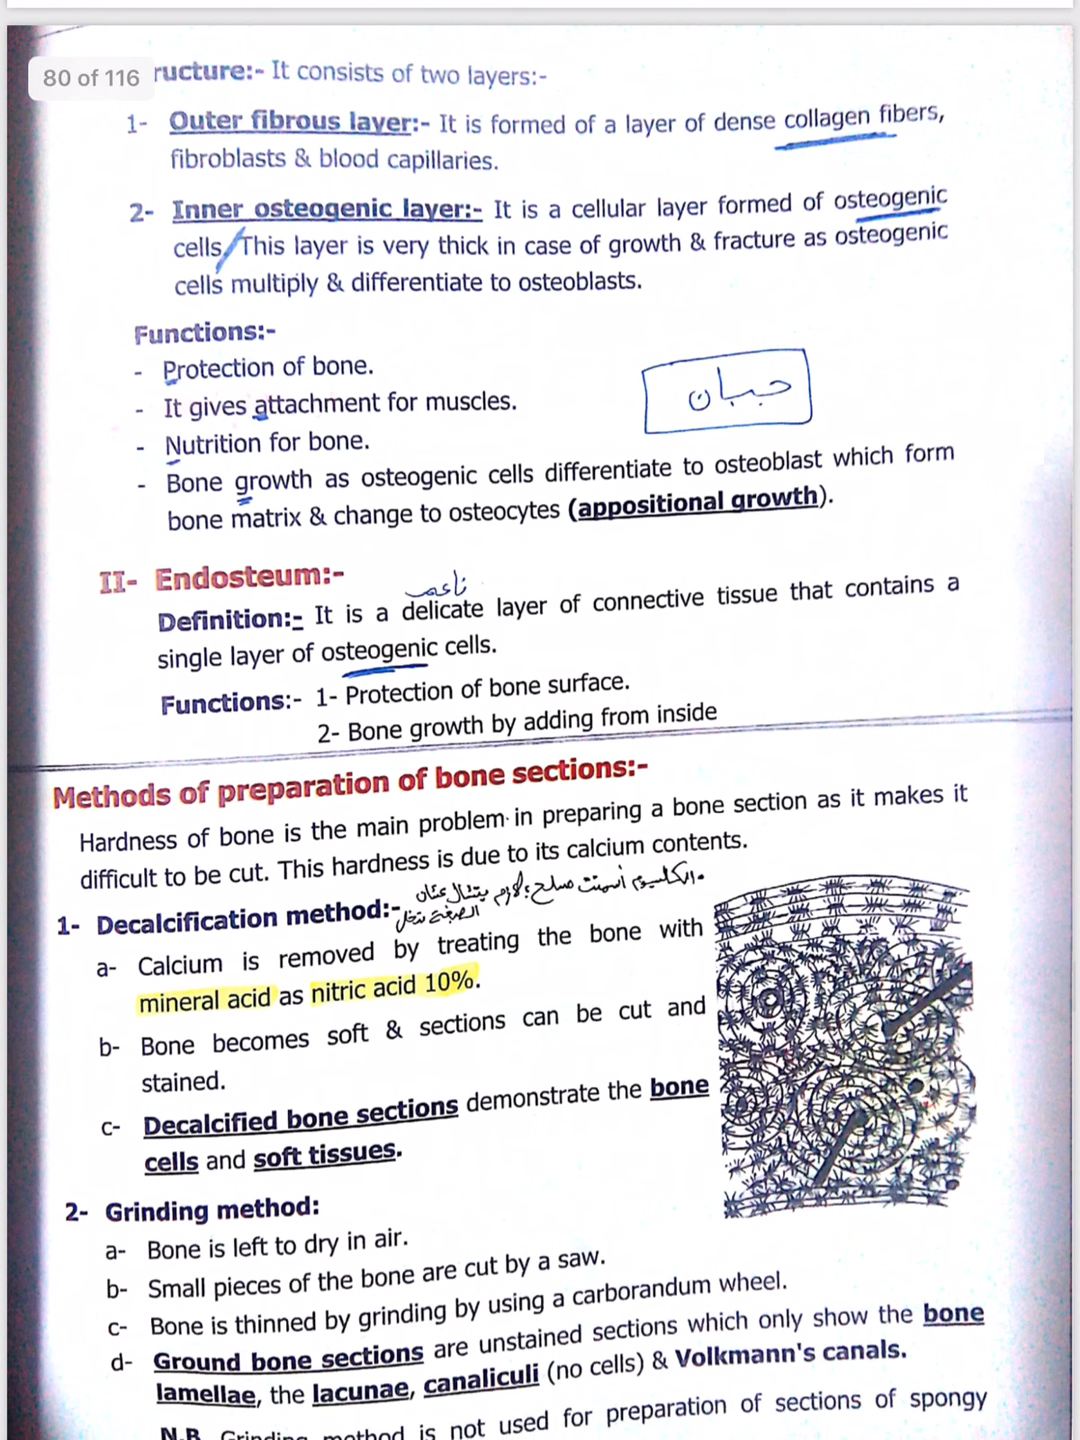 80 of 116
ructure:- It consists of two layers:-
1- Outer fibrous layer:- It is formed of a layer of dense collagen fibers,
fibroblasts & blood capillaries.
2- Inner osteogenic layer:- It is a cellular layer formed of osteogenic
cells. This layer is very thick in case of growth & fracture as osteogenic
cells multiply & differentiate to osteoblasts.
Functions:-
- Protection of bone.
- It gives attachment for muscles.
جبان
- Nutrition for bone.
- Bone growth as osteogenic cells differentiate to osteoblast which form
bone matrix & change to osteocytes (appositional growth).
II- Endosteum:-
ناعمه
Definition:- It is a delicate layer of connective tissue that contains a
single layer of osteogenic cells.
Functions:- 1- Protection of bone surface.
2- Bone growth by adding from inside
Methods of preparation of bone sections:-
Hardness of bone is the main problem in preparing a bone section as it makes it
difficult to be cut. This hardness is due to its calcium contents.
الكلسيوم أسمنت مسلح، لازم يتشال عشان
الصبغة تدخل
1- Decalcification method:-
a- Calcium is removed by treating the bone with
mineral acid as nitric acid 10%.
b- Bone becomes soft & sections can be cut and
stained.
c- Decalcified bone sections demonstrate the bone
cells and soft tissues.
2- Grinding method:
a- Bone is left to dry in air.
b- Small pieces of the bone are cut by a saw.
c- Bone is thinned by grinding by using a carborandum wheel.
d- Ground bone sections are unstained sections which only show the bone
lamellae, the lacunae, canaliculi (no cells) & Volkmann's canals.
N.B Grinding method is not used for preparation of sections of spongy